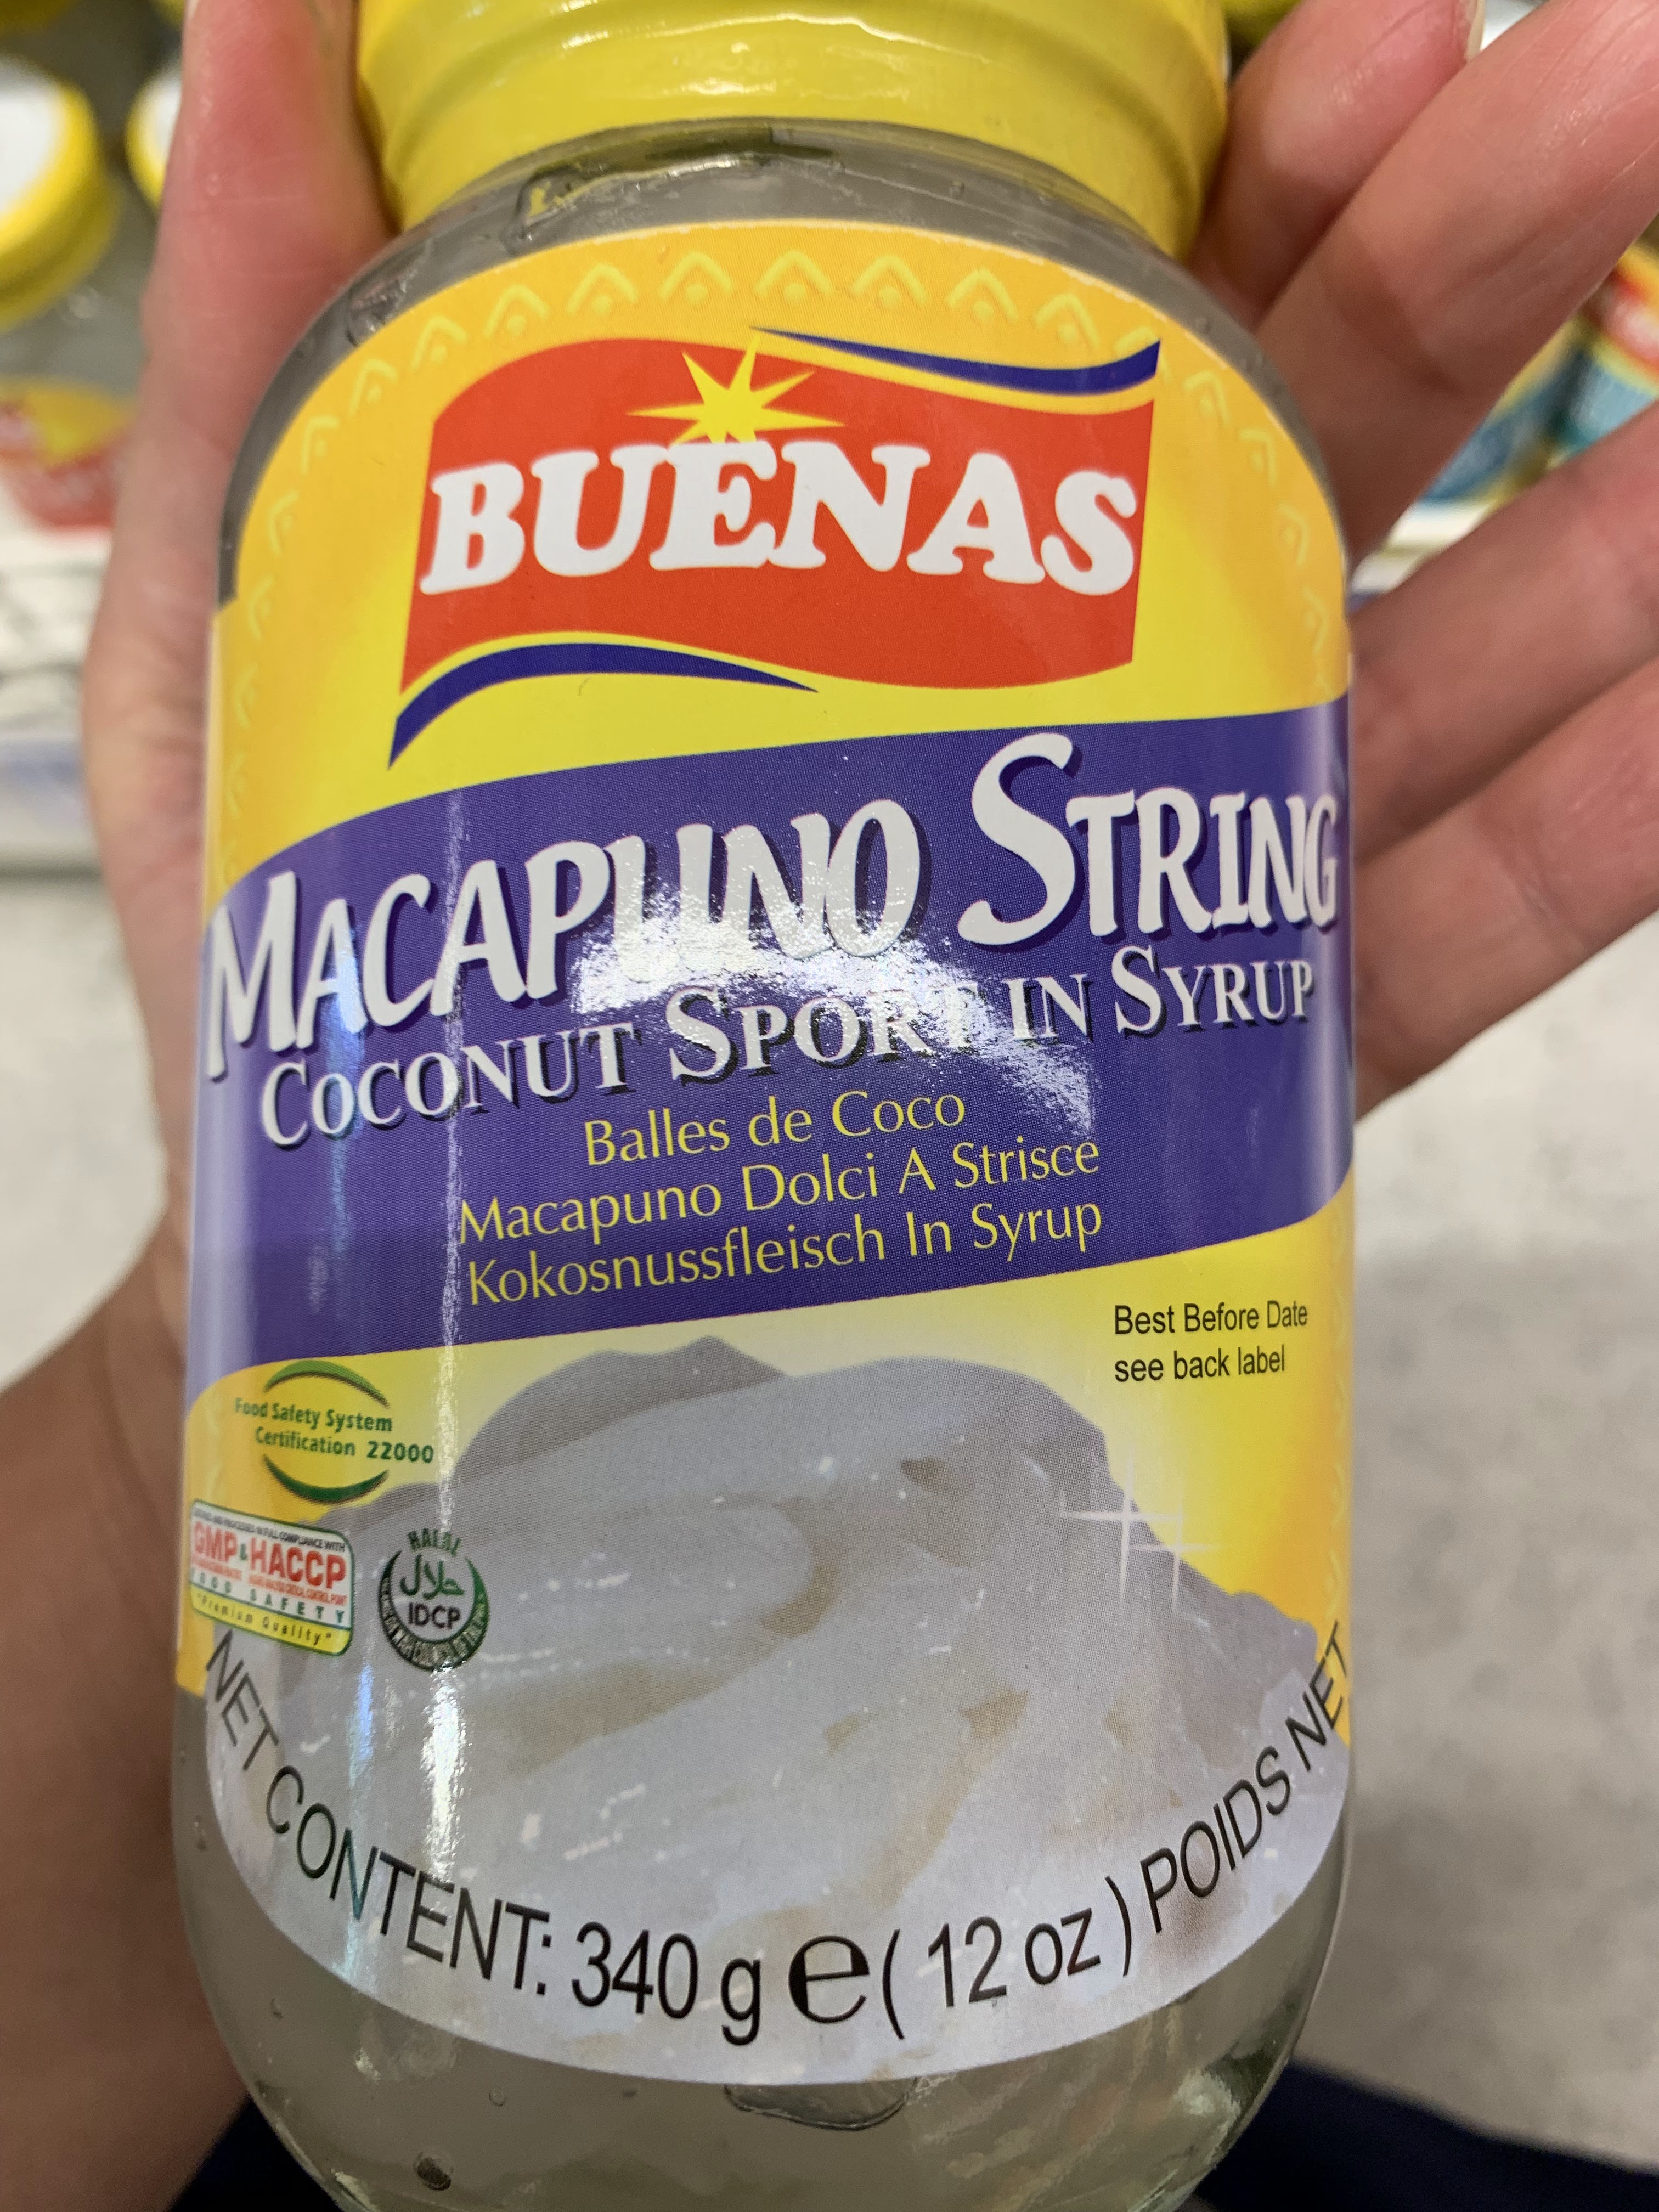 BUENAS
MACAPUNO STRING
COCONUT SPORT IN SYRUP
Balles de Coco
Macapuno Dolci A Strisce
Kokosnussfleisch In Syrup
Best Before Date
see back label
Food Safety System
Certification 22000
GMP & HACCP
FOOD SAFETY
"Premium Quality"
HALAL
حلال
IDCP
NET CONTENT: 340 g e ( 12 oz ) POIDS NET